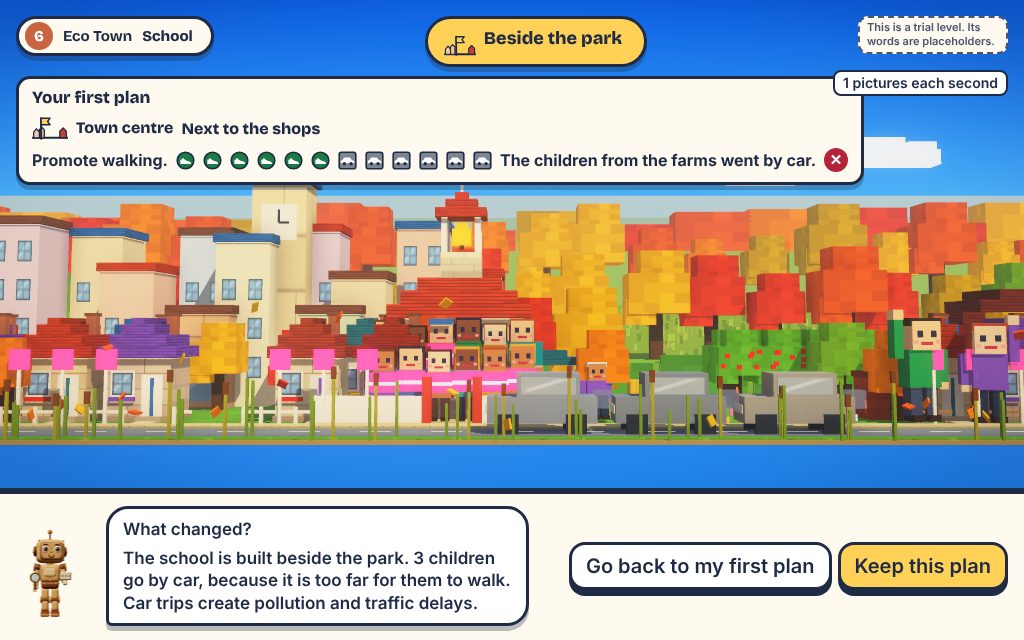 6 Eco Town School
Beside the park
This is a trial level. Its
words are placeholders.
1 pictures each second
Your first plan
Town centre Next to the shops
Promote walking. The children from the farms went by car.
What changed?
The school is built beside the park. 3 children
go by car, because it is too far for them to walk.
Car trips create pollution and traffic delays.
Go back to my first plan
Keep this plan